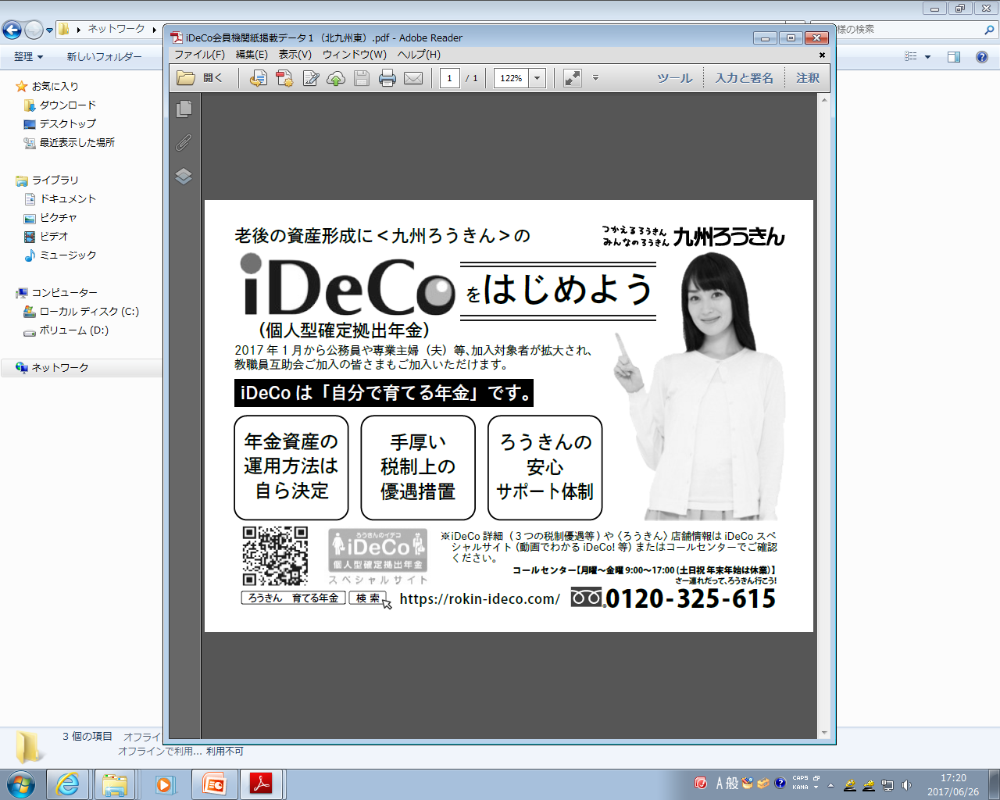 ネットワーク
様の検索
整理
新しいフォルダー
お気に入り
ダウンロード
デスクトップ
最近表示した場所
ライブラリ
ドキュメント
ピクチャ
ビデオ
ミュージック
コンピューター
ローカル ディスク (C:)
ボリューム (D:)
ネットワーク
iDeCo会員機関紙掲載データ１（北九州東）.pdf - Adobe Reader
ファイル(F) 編集(E) 表示(V) ウィンドウ(W) ヘルプ(H)
開く 1 / 1 122% ツール 入力と署名 注釈
老後の資産形成に＜九州ろうきん＞の
つかえるろうきん
みんなのろうきん
九州ろうきん
iDeCo をはじめよう
（個人型確定拠出年金）
2017 年 1 月から公務員や専業主婦（夫）等､加入対象者が拡大され、
教職員互助会ご加入の皆さまもご加入いただけます。
iDeCo は「自分で育てる年金」です。
年金資産の
運用方法は
自ら決定
手厚い
税制上の
優遇措置
ろうきんの
安心
サポート体制
ろうきんのイデコ
iDeCo
個人型確定拠出年金
スペシャルサイト
※iDeCo 詳細（３つの税制優遇等）や〈ろうきん〉店舗情報は iDeCo スペ
シャルサイト（動画でわかる iDeCo! 等）またはコールセンターでご確認
ください。
コールセンター【月曜～金曜 9:00～17:00（土日祝 年末年始は休業）】
さー連れだって、ろうきん行こう!
ろうきん　育てる年金 検 索 https://rokin-ideco.com/ 0120-325-615
3 個の項目 オフライ
オフラインで利用... 利用不可
A 般 CAPS KANA
17:20
2017/06/26